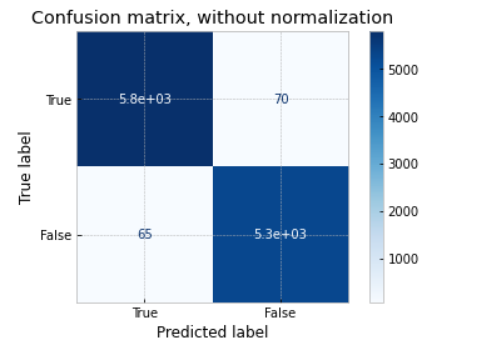 Confusion matrix, without normalization
True label
True
5.8e+03
70
False
65
5.3e+03
True
False
Predicted label
5000
4000
3000
2000
1000